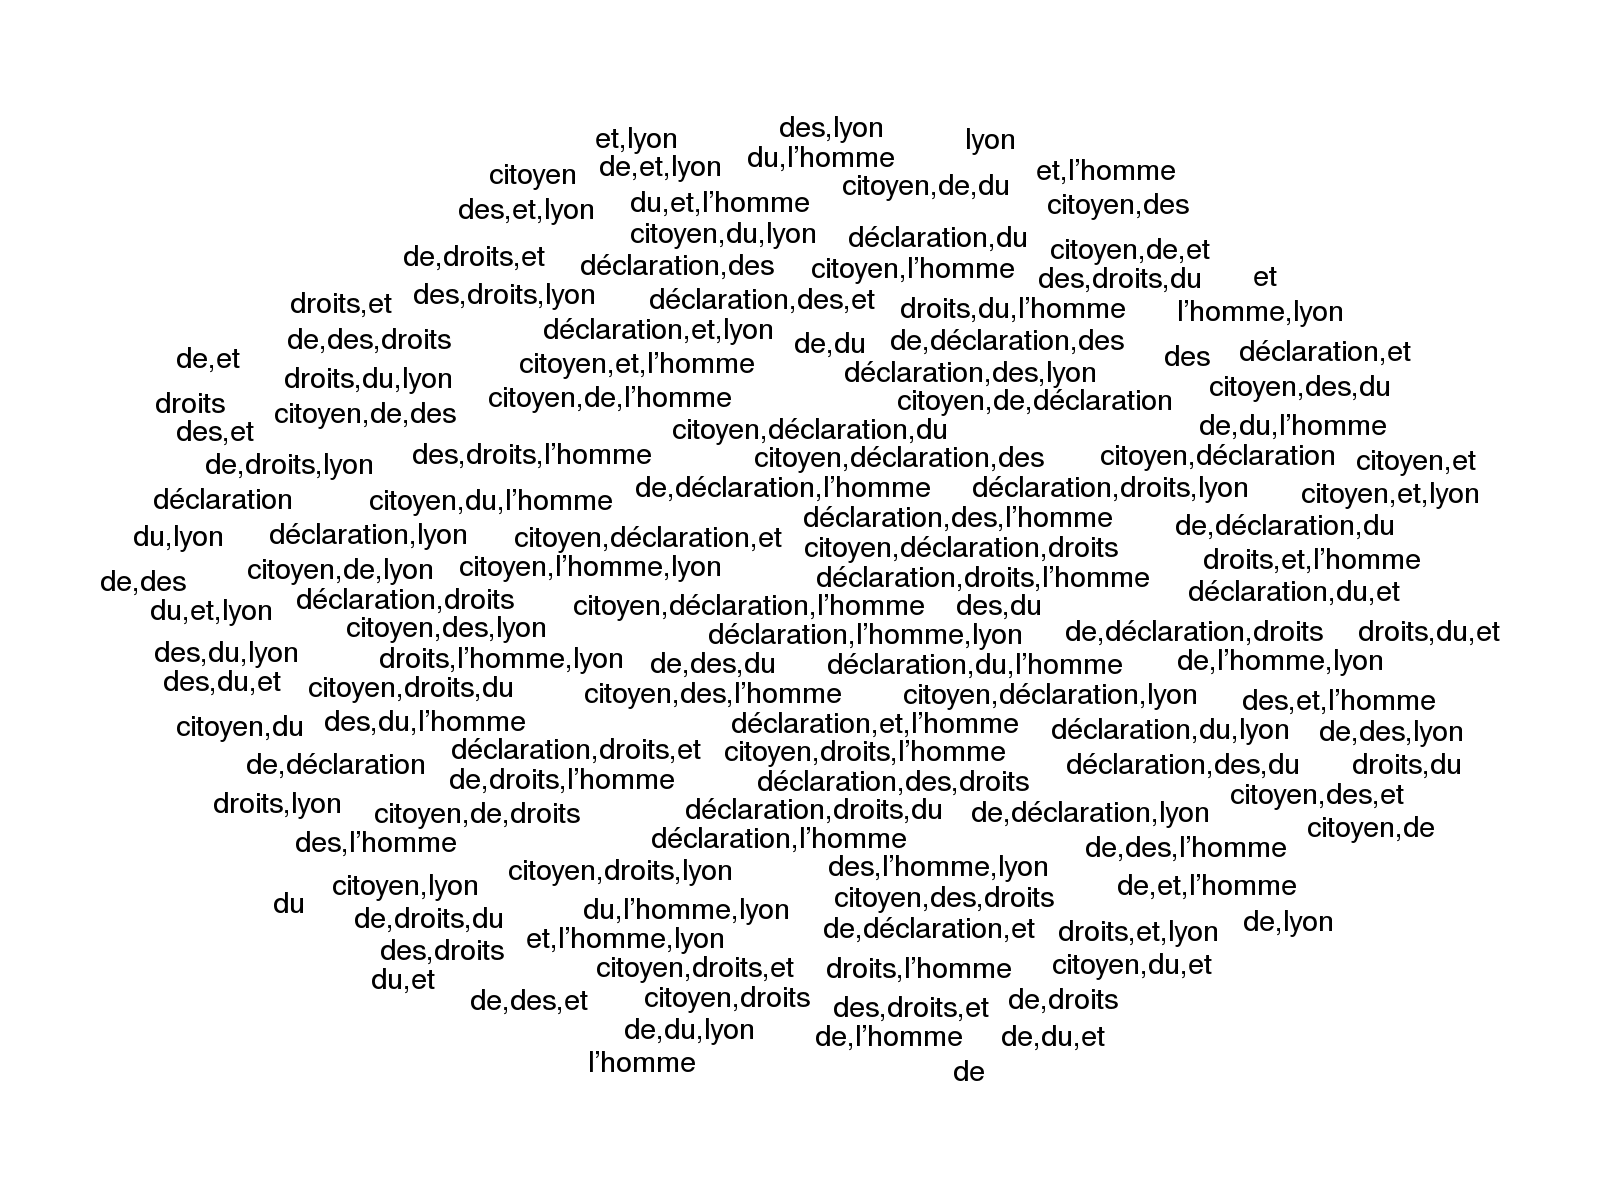 des,lyon
et,lyon
lyon
du,l’homme
de,et,lyon
et,l’homme
citoyen
citoyen,de,du
du,et,l’homme
citoyen,des
des,et,lyon
citoyen,du,lyon
déclaration,du
citoyen,de,et
de,droits,et
déclaration,des
citoyen,l’homme
des,droits,du
et
des,droits,lyon
déclaration,des,et
droits,et
droits,du,l’homme
l’homme,lyon
déclaration,et,lyon
de,des,droits
de,du
de,déclaration,des
déclaration,et
des
de,et
citoyen,et,l’homme
déclaration,des,lyon
droits,du,lyon
citoyen,des,du
citoyen,de,l’homme
citoyen,de,déclaration
droits
citoyen,de,des
de,du,l’homme
citoyen,déclaration,du
des,et
des,droits,l’homme
citoyen,déclaration
citoyen,déclaration,des
citoyen,et
de,droits,lyon
de,déclaration,l’homme
déclaration,droits,lyon
citoyen,et,lyon
déclaration
citoyen,du,l’homme
déclaration,des,l’homme
de,déclaration,du
déclaration,lyon
du,lyon
citoyen,déclaration,et
citoyen,déclaration,droits
droits,et,l’homme
citoyen,l’homme,lyon
citoyen,de,lyon
déclaration,droits,l’homme
de,des
déclaration,du,et
déclaration,droits
citoyen,déclaration,l’homme
des,du
du,et,lyon
citoyen,des,lyon
de,déclaration,droits
droits,du,et
déclaration,l’homme,lyon
des,du,lyon
droits,l’homme,lyon
de,l’homme,lyon
de,des,du
déclaration,du,l’homme
des,du,et
citoyen,droits,du
citoyen,des,l’homme
citoyen,déclaration,lyon
des,et,l’homme
des,du,l’homme
déclaration,et,l’homme
citoyen,du
déclaration,du,lyon
de,des,lyon
déclaration,droits,et
citoyen,droits,l’homme
de,déclaration
déclaration,des,du
droits,du
de,droits,l’homme
déclaration,des,droits
citoyen,des,et
droits,lyon
déclaration,droits,du
citoyen,de,droits
de,déclaration,lyon
citoyen,de
déclaration,l’homme
des,l’homme
de,des,l’homme
des,l’homme,lyon
citoyen,droits,lyon
citoyen,lyon
de,et,l’homme
citoyen,des,droits
du
du,l’homme,lyon
de,droits,du
de,lyon
de,déclaration,et
droits,et,lyon
et,l’homme,lyon
des,droits
citoyen,du,et
citoyen,droits,et
droits,l’homme
du,et
citoyen,droits
de,droits
de,des,et
des,droits,et
de,du,lyon
de,l’homme
de,du,et
l’homme
de